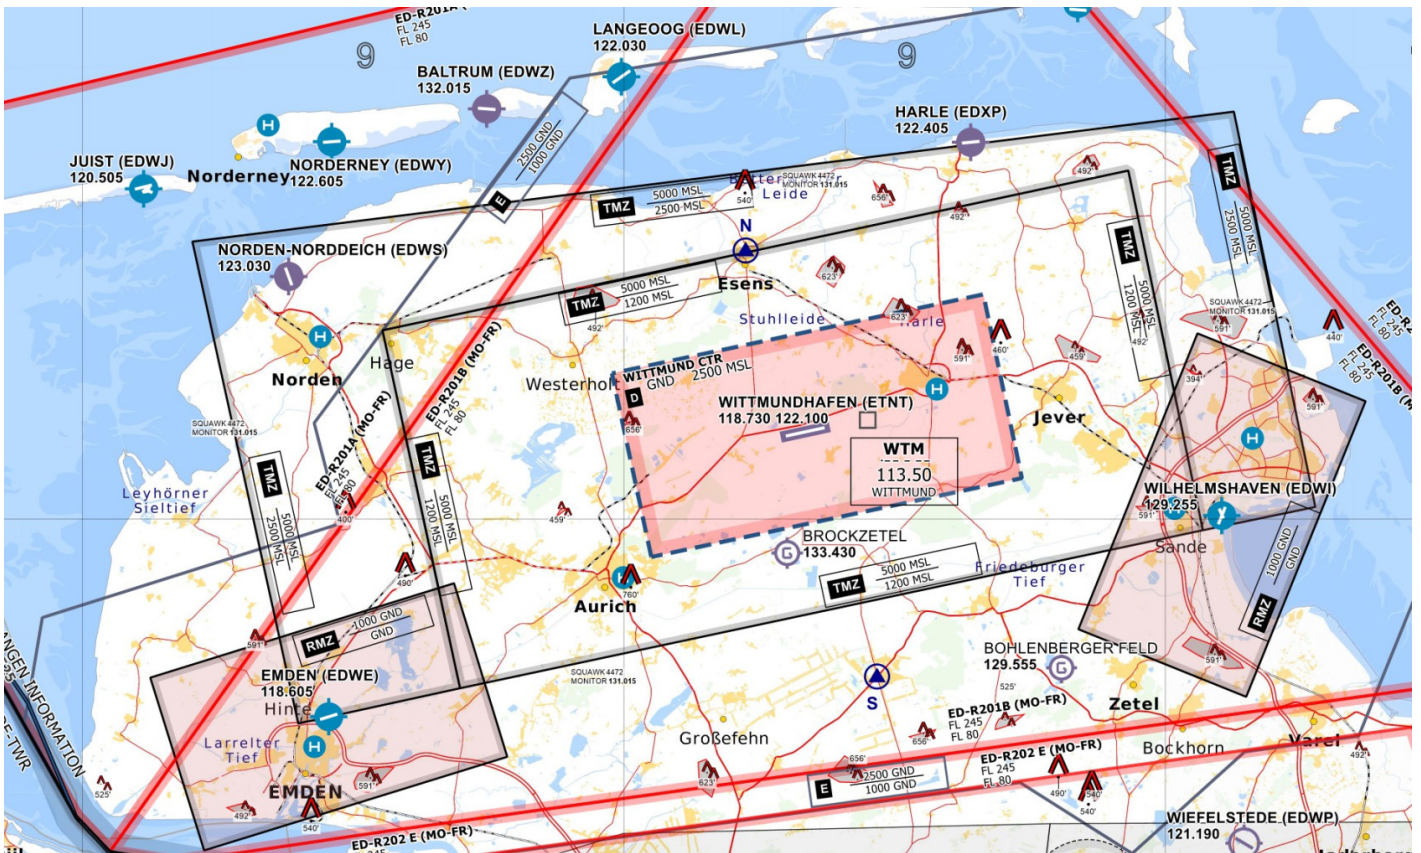 ED-R201A (
FL 245
FL 80
LANGEOOG (EDWL)
122.030
9
9
BALTRUM (EDWZ)
132.015
HARLE (EDXP)
122.405
2500 GND
1000 GND
E
JUIST (EDWJ)
120.505
H
Norderney
NORDERNEY (EDWY)
122.605
TMZ
5000 MSL
2500 MSL
540'
SQUAWK 4472
MONITOR 131.015
Leide
656'
492'
492'
TMZ
5000 MSL
2500 MSL
N
Esens
NORDEN-NORDDEICH (EDWS)
123.030
TMZ
5000 MSL
1200 MSL
492'
623'
TMZ
5000 MSL
1200 MSL
492'
SQUAWK 4472
MONITOR 131.015
591'
440'
ED-R2
FL 245
FL 80
ED-R201B (M
FL 245
FL 80
Stuhlleide
623'
Harle
H
Norden
Hage
ED-R201B (MO-FR)
FL 245
FL 80
Westerholt
WITTMUND CTR
GND 2500 MSL
D
656'
591'
460'
459'
394'
591'
H
WITTMUNDHAFEN (ETNT)
118.730 122.100
H
Jever
WTM
113.50
WITTMUND
SQUAWK 4472
MONITOR 131.015
ED-R201A (MO-FR)
FL 245
FL 80
400'
TMZ
5000 MSL
2500 MSL
TMZ
5000 MSL
1200 MSL
Leyhörner
Sieltief
459'
WILHELMSHAVEN (EDWI)
129.255
591'
Sande
1000 GND
GND
RMZ
BROCKZETEL
133.430
G
490'
760'
Aurich
TMZ
5000 MSL
1200 MSL
Friedeburger
Tief
RMZ
1000 GND
GND
591'
EMDEN (EDWE)
118.605
Hinte
SQUAWK 4472
MONITOR 131.015
S
BOHLENBERGER FELD
129.555
G
525'
591'
Zetel
Larrelter
Tief
H
EMDEN
591'
492'
540'
525'
ANGEN INFORMATION
RE-TWR
Großefehn
623'
656'
656'
ED-R201B (MO-FR)
FL 245
FL 80
ED-R202 E (MO-FR)
FL 245
FL 80
E
2500 GND
1000 GND
490'
540'
540'
Bockhorn
Varel
492'
WIEFELSTEDE (EDWP)
121.190
ED-R202 E (MO-FR)